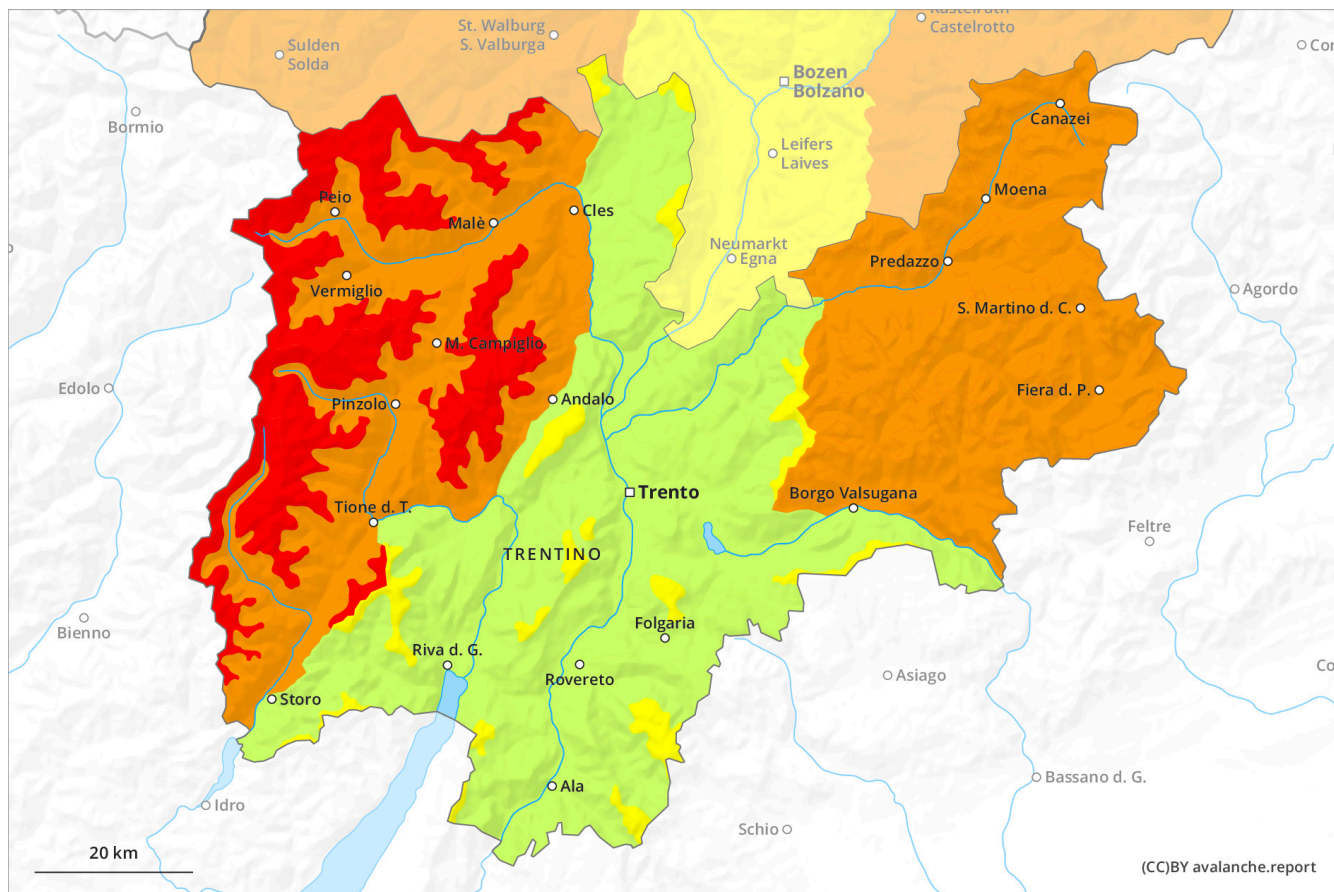 Kastelruth
Castelrotto
St. Walburg
S. Valburga
Sulden
Solda
Bozen
Bolzano
Bormio
Canazei
Leifers
Laives
Moena
Peio
Malè
Cles
Neumarkt
Egna
Predazzo
Vermiglio
Agordo
S. Martino d. C.
M. Campiglio
Edolo
Pinzolo
Andalo
Fiera d. P.
Trento
Borgo Valsugana
Tione d. T.
Feltre
TRENTINO
Bienno
Folgaria
Riva d. G.
Rovereto
Asiago
Storo
Ala
Bassano d. G.
Idro
Schio
20 km
(CC)BY avalanche.report